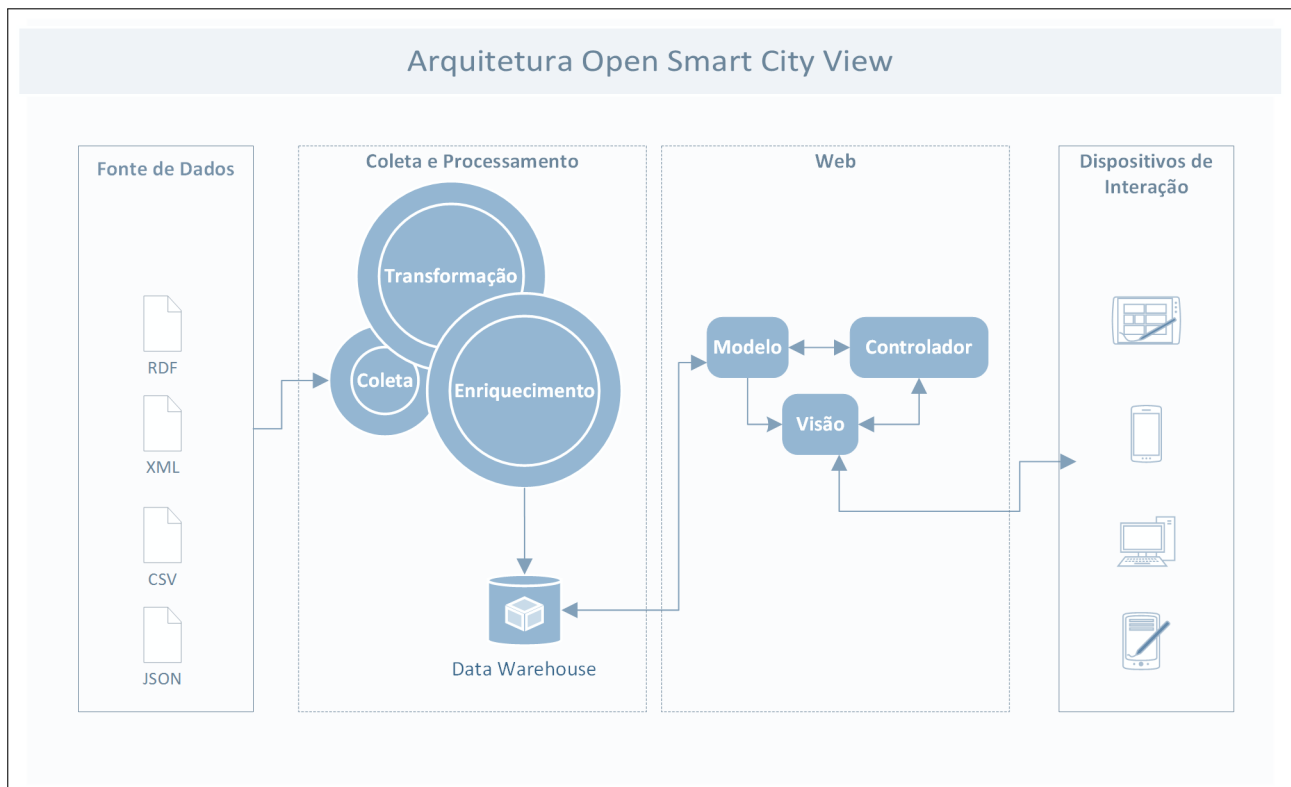 Arquitetura Open Smart City View
Fonte de Dados
RDF
XML
CSV
JSON
Coleta e Processamento
Transformação
Coleta
Enriquecimento
Data Warehouse
Web
Modelo
Controlador
Visão
Dispositivos de
Interação